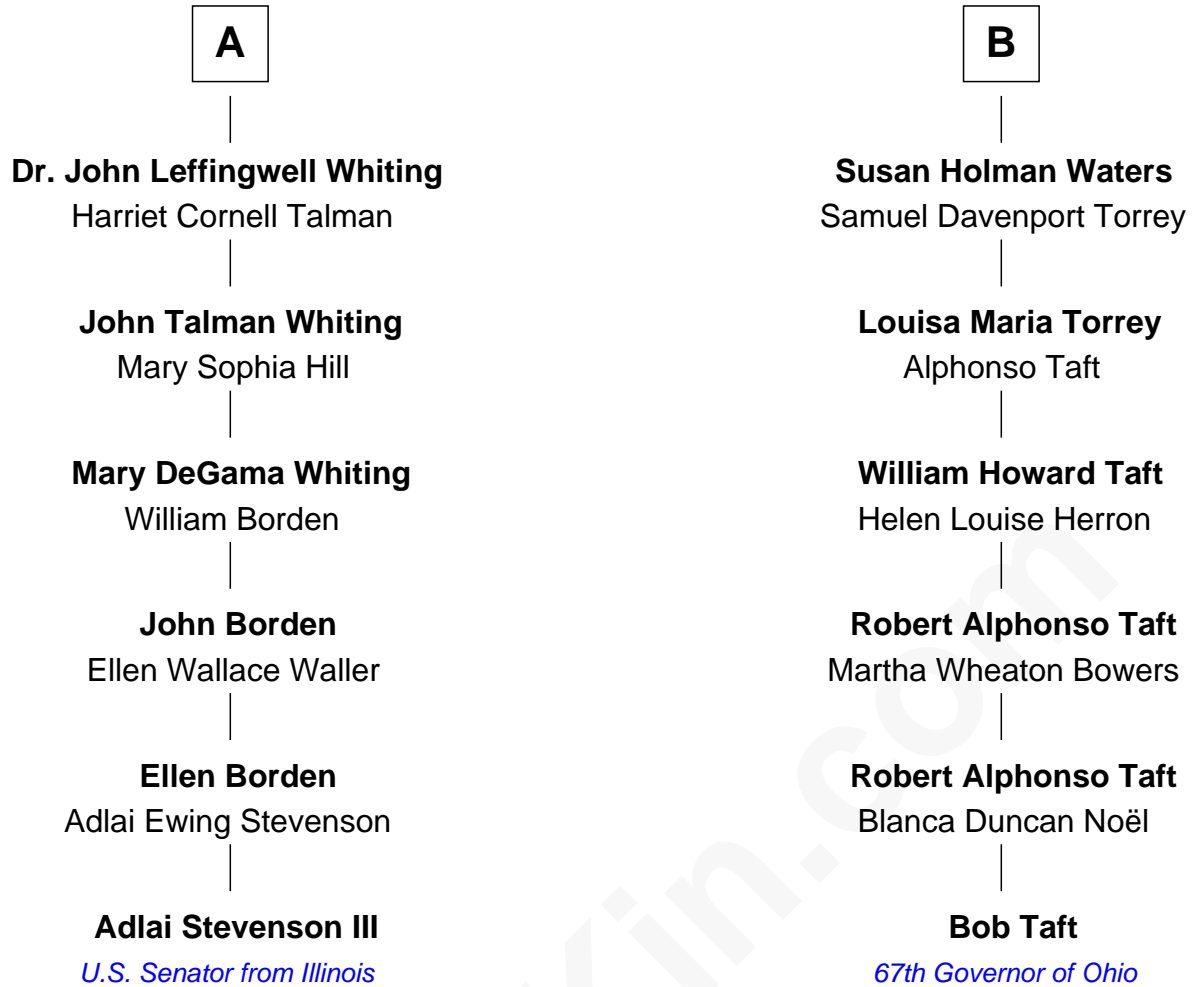 A
Dr. John Leffingwell Whiting
Harriet Cornell Talman
John Talman Whiting
Mary Sophia Hill
Mary DeGama Whiting
William Borden
John Borden
Ellen Wallace Waller
Ellen Borden
Adlai Ewing Stevenson
Adlai Stevenson III
U.S. Senator from Illinois
B
Susan Holman Waters
Samuel Davenport Torrey
Louisa Maria Torrey
Alphonso Taft
William Howard Taft
Helen Louise Herron
Robert Alphonso Taft
Martha Wheaton Bowers
Robert Alphonso Taft
Blanca Duncan Noël
Bob Taft
67th Governor of Ohio